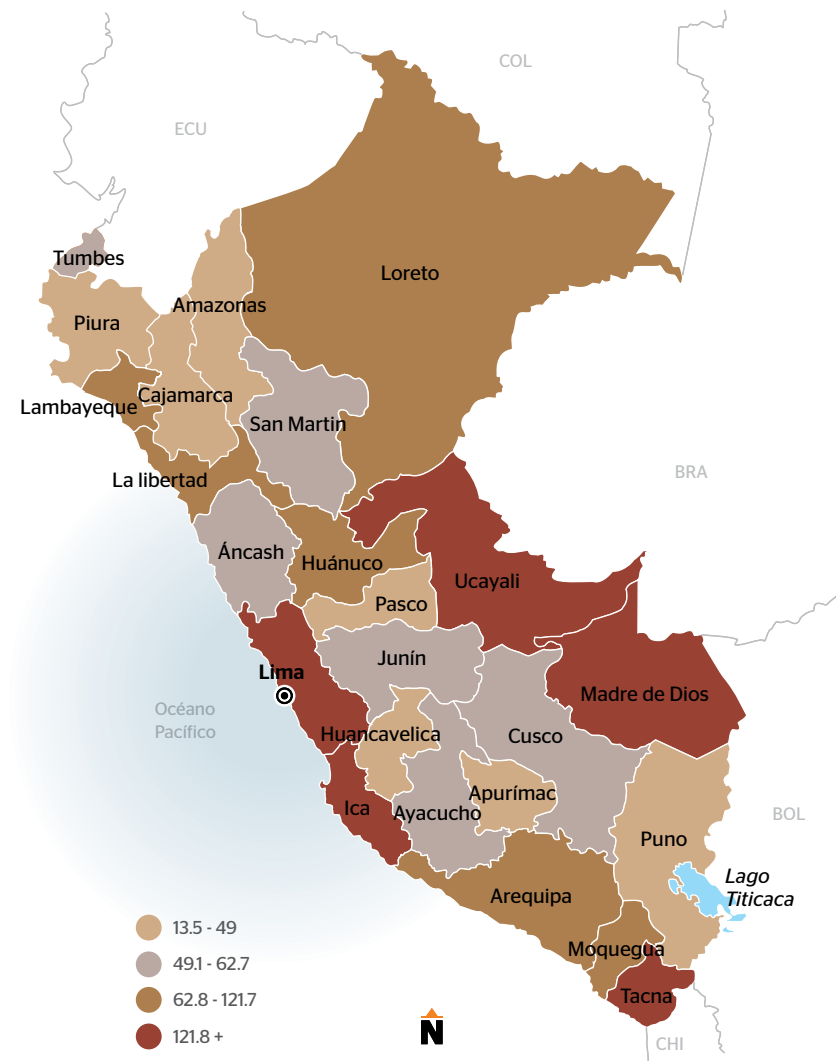 COL
ECU
Tumbes
Loreto
Amazonas
Piura
Cajamarca
Lambayeque
San Martin
BRA
La libertad
Áncash
Huánuco
Ucayali
Pasco
Junín
Lima
Madre de Dios
Océano
Pacífico
Huancavelica
Cusco
Apurímac
Ica
Ayacucho
BOL
Puno
Lago
Titicaca
Arequipa
13.5 - 49
Moquegua
49.1 - 62.7
62.8 - 121.7
Tacna
121.8 +
N
CHI